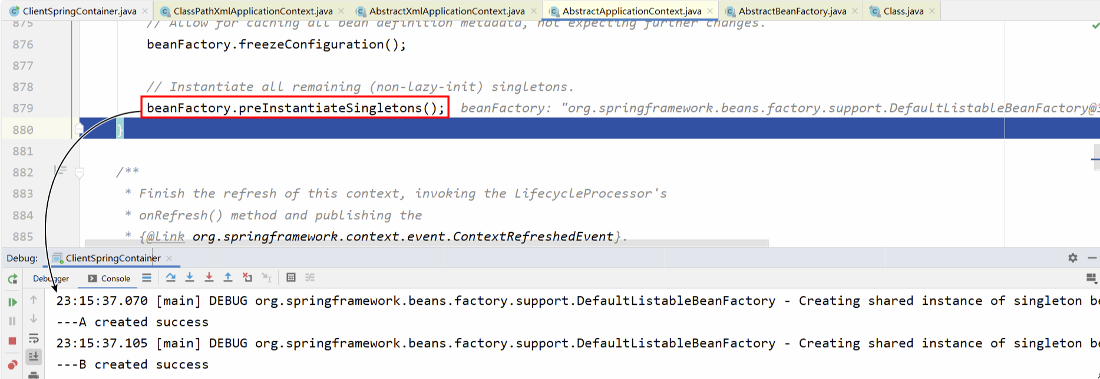 ClientSpringContainer.java × ClassPathXmlApplicationContext.java × AbstractXmlApplicationContext.java × AbstractApplicationContext.java × AbstractBeanFactory.java × Class.java ×
875 // Allow for caching all bean definition metadata, not expecting further changes.
876 beanFactory.freezeConfiguration();
877
878 // Instantiate all remaining (non-lazy-init) singletons.
879 beanFactory.preInstantiateSingletons(); beanFactory: "org.springframework.beans.factory.support.DefaultListableBeanFactory@3
880 }
881
882 /**
883 * Finish the refresh of this context, invoking the LifecycleProcessor's
884 * onRefresh() method and publishing the
885 * {@link org.springframework.context.event.ContextRefreshedEvent}.
Debug: ClientSpringContainer ×
Debugger Console
23:15:37.070 [main] DEBUG org.springframework.beans.factory.support.DefaultListableBeanFactory - Creating shared instance of singleton be
---A created success
23:15:37.105 [main] DEBUG org.springframework.beans.factory.support.DefaultListableBeanFactory - Creating shared instance of singleton be
---B created success